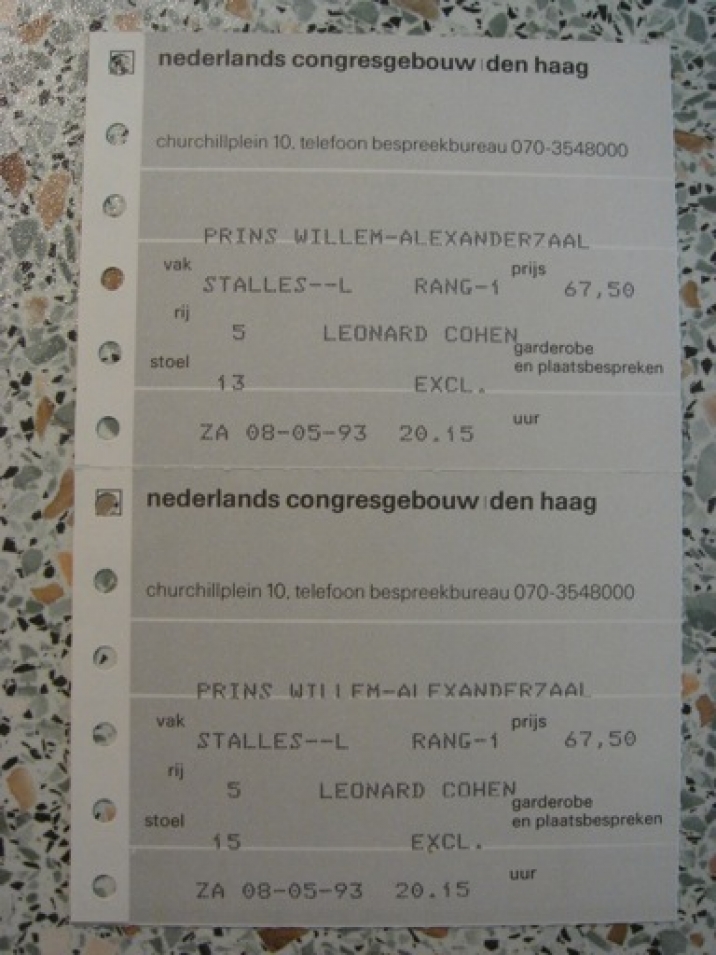 nederlands congresgebouw | den haag
churchillplein 10, telefoon bespreekbureau 070-3548000
PRINS WILLEM-ALEXANDERZAAL
vak STALLES--L RANG-1 prijs 67,50
rij 5 LEONARD COHEN
garderobe
en plaatsbespreken
stoel 13 EXCL.
ZA 08-05-93 20.15 uur
nederlands congresgebouw | den haag
churchillplein 10, telefoon bespreekbureau 070-3548000
PRINS WILLEM-ALEXANDERZAAL
vak STALLES--L RANG-1 prijs 67,50
rij 5 LEONARD COHEN
garderobe
en plaatsbespreken
stoel 15 EXCL.
ZA 08-05-93 20.15 uur